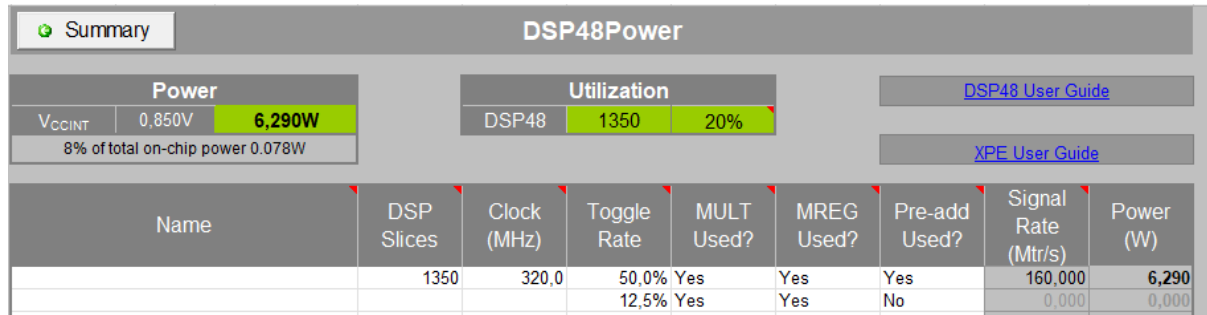 Summary
DSP48Power
Power
Utilization
DSP48 User Guide
VCCINT 0,850V 6,290W
DSP48 1350 20%
8% of total on-chip power 0.078W
XPE User Guide
Name
DSP Slices
Clock (MHz)
Toggle Rate
MULT Used?
MREG Used?
Pre-add Used?
Signal Rate (Mtr/s)
Power (W)
1350 320,0 50,0% Yes Yes Yes 160,000 6,290
12,5% Yes Yes No 0,000 0,000